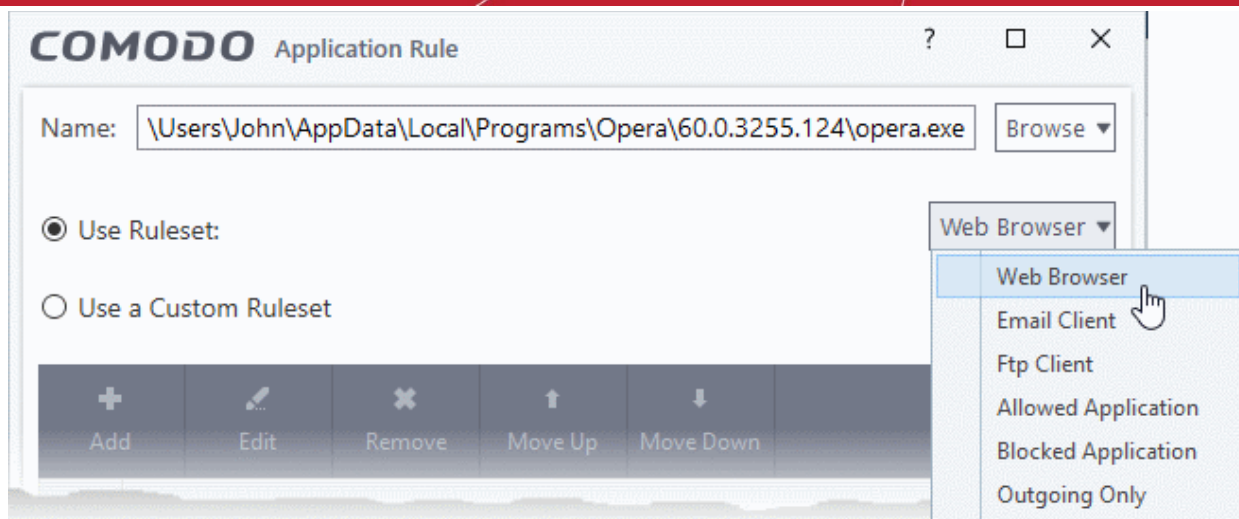 COMODO Application Rule ?
Name: \Users\John\AppData\Local\Programs\Opera\60.0.3255.124\opera.exe Browse
Use Ruleset: Web Browser
Use a Custom Ruleset
Web Browser
Email Client
Ftp Client
Allowed Application
Blocked Application
Outgoing Only
Add Edit Remove Move Up Move Down